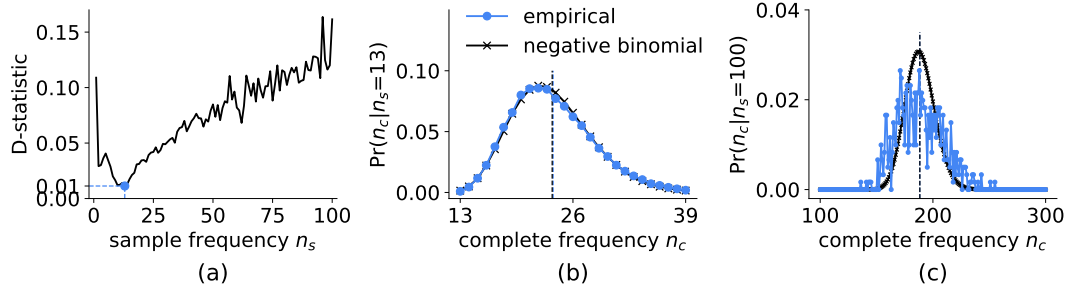 D-statistic
0.15
0.10
0.05
0.01
0.00
0 25 50 75 100
sample frequency n_s
(a)
empirical
negative binomial
Pr(n_c|n_s=13)
0.10
0.05
0.00
13 26 39
complete frequency n_c
(b)
Pr(n_c|n_s=100)
0.04
0.02
0.00
100 200 300
complete frequency n_c
(c)